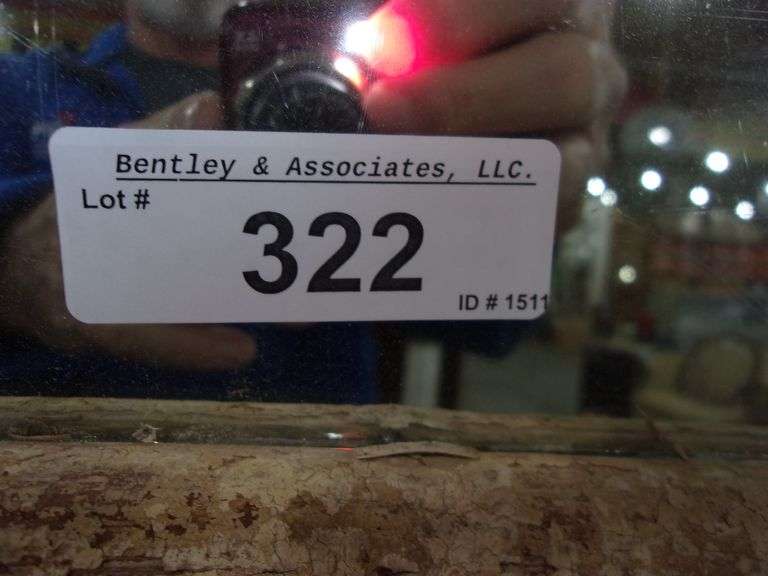 Bentley & Associates, LLC.
Lot #
322
ID # 1511